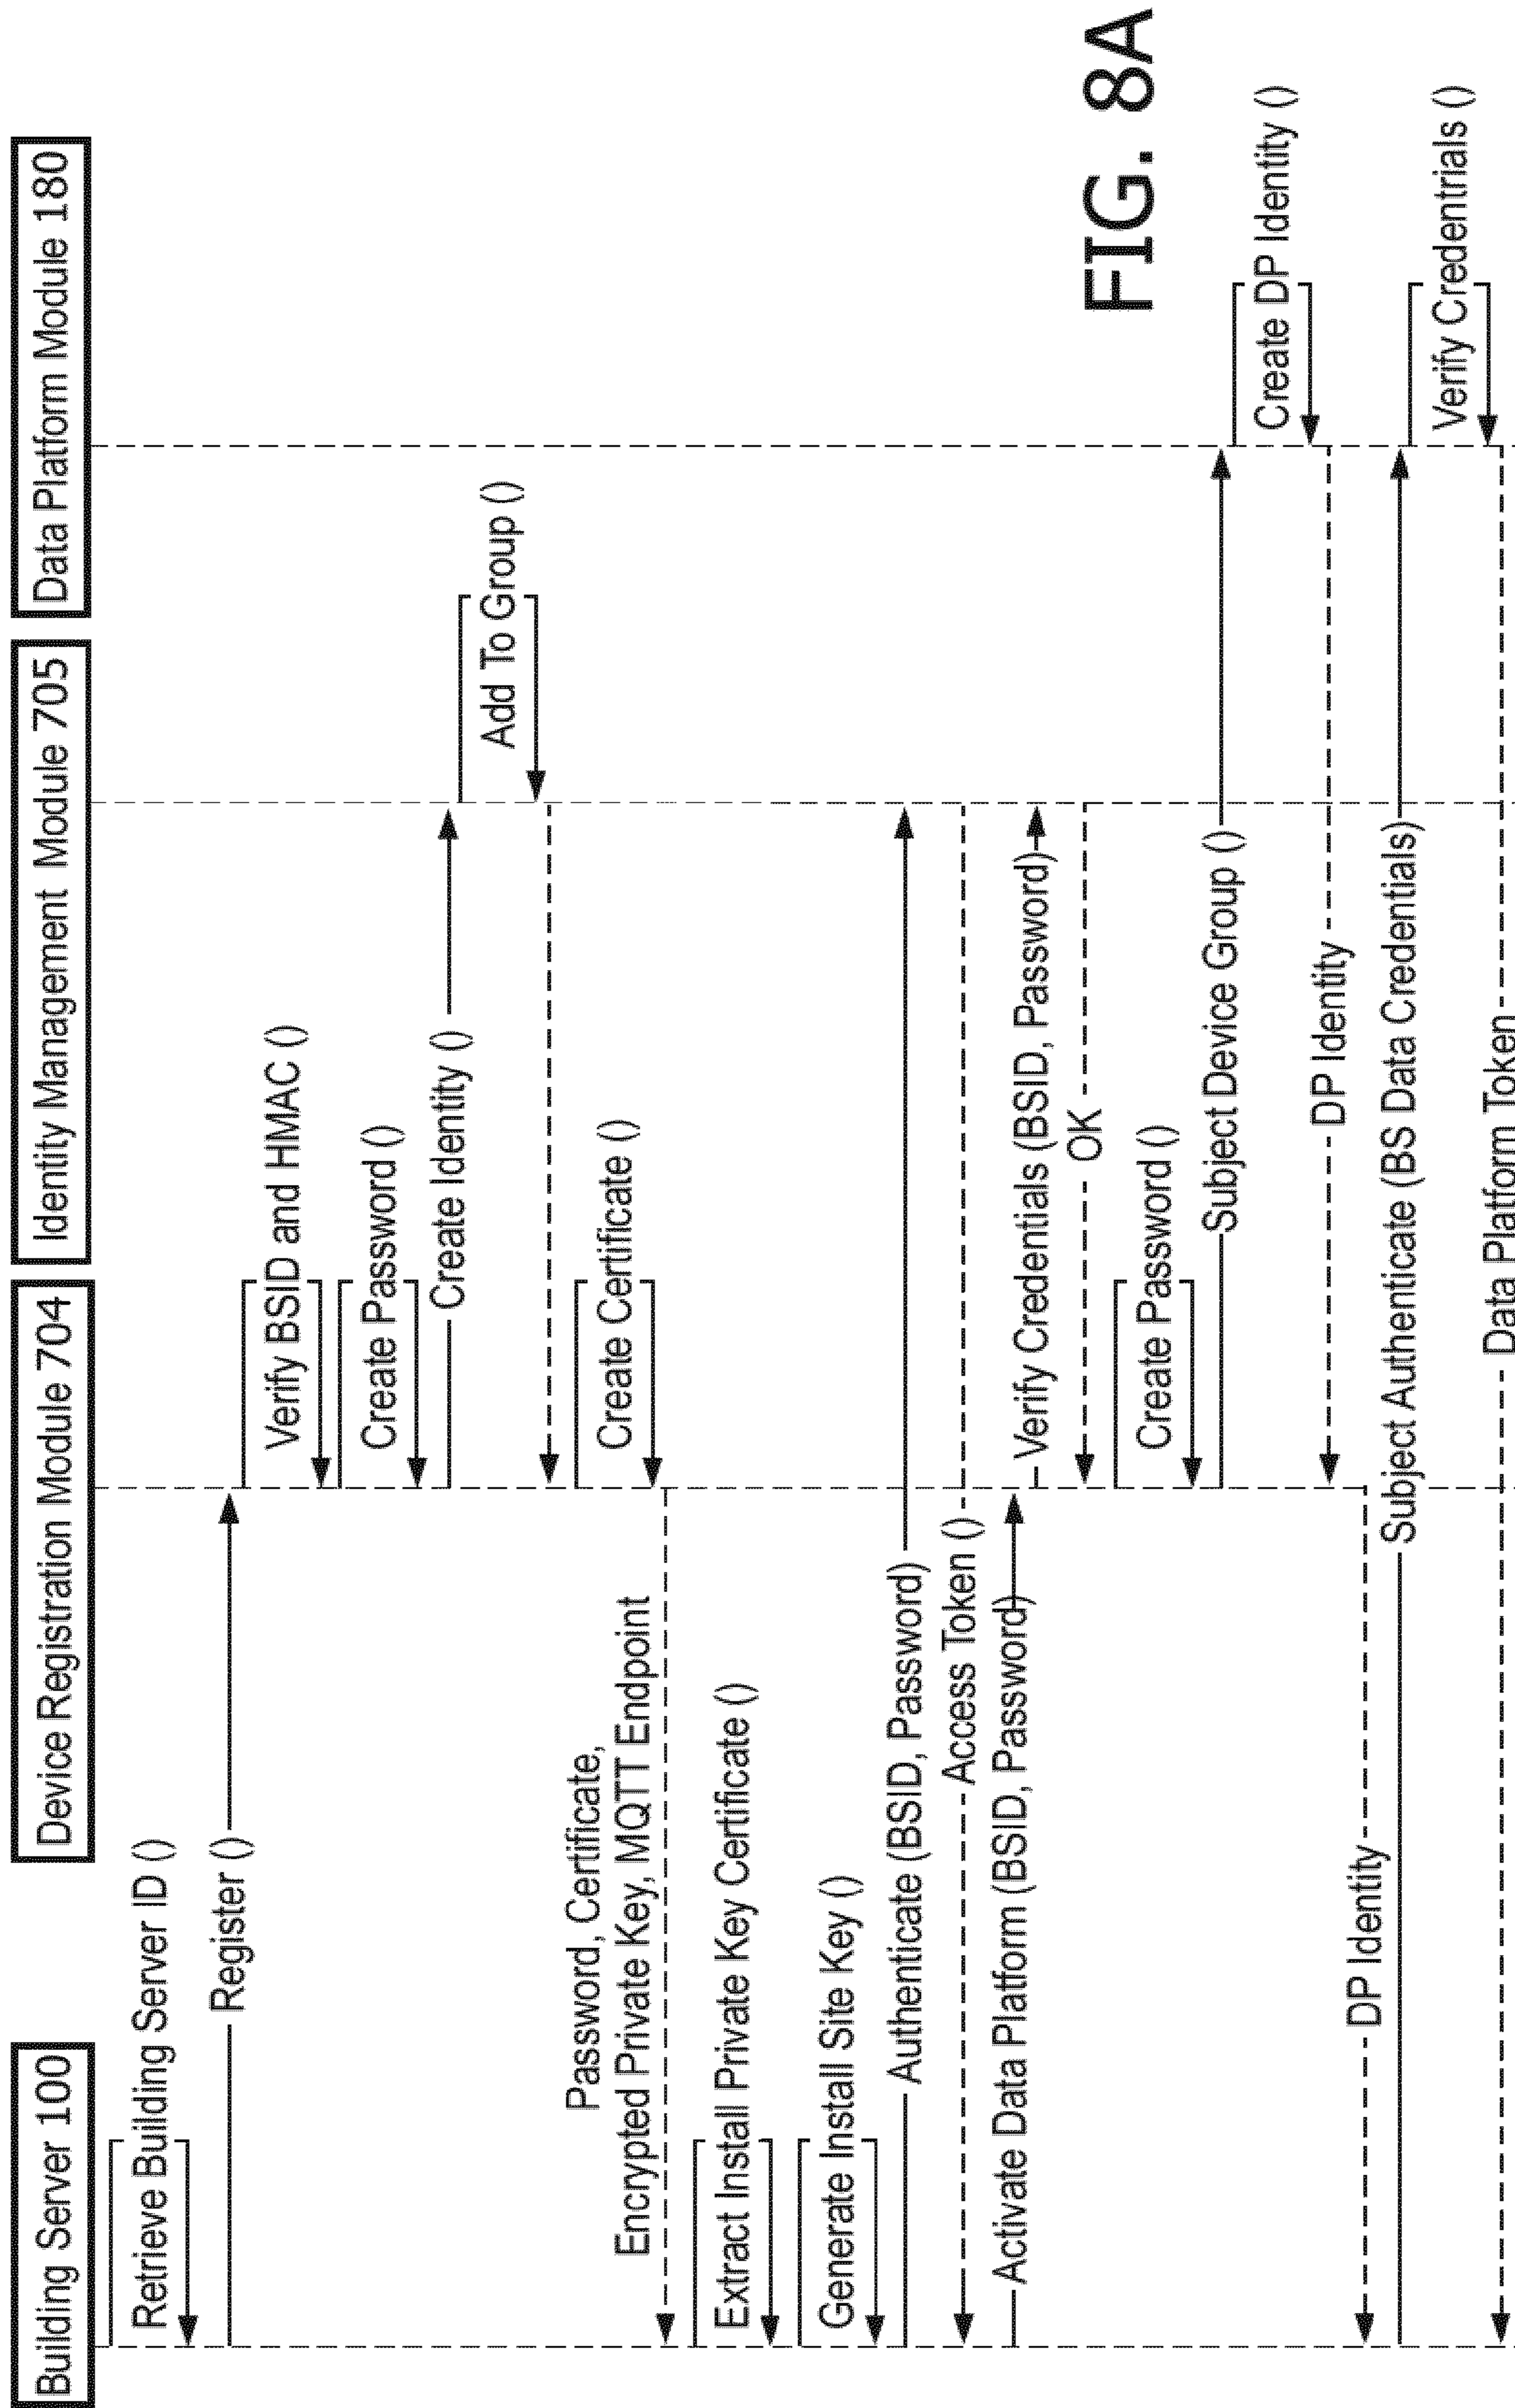 Building Server 100
Device Registration Module 704
Identity Management Module 705
Data Platform Module 180
Retrieve Building Server ID ()
Register ()
Verify BSID and HMAC ()
Create Password ()
Create Identity ()
Add To Group ()
Create Certificate ()
Password, Certificate,
Encrypted Private Key, MQTT Endpoint
Extract Install Private Key Certificate ()
Generate Install Site Key ()
Authenticate (BSID, Password)
Access Token ()
Activate Data Platform (BSID, Password)
Verify Credentials (BSID, Password)
OK
Create Password ()
Subject Device Group ()
Create DP Identity ()
DP Identity
DP Identity
Subject Authenticate (BS Data Credentials)
Verify Credentrials ()
Data Platform Token
FIG. 8A